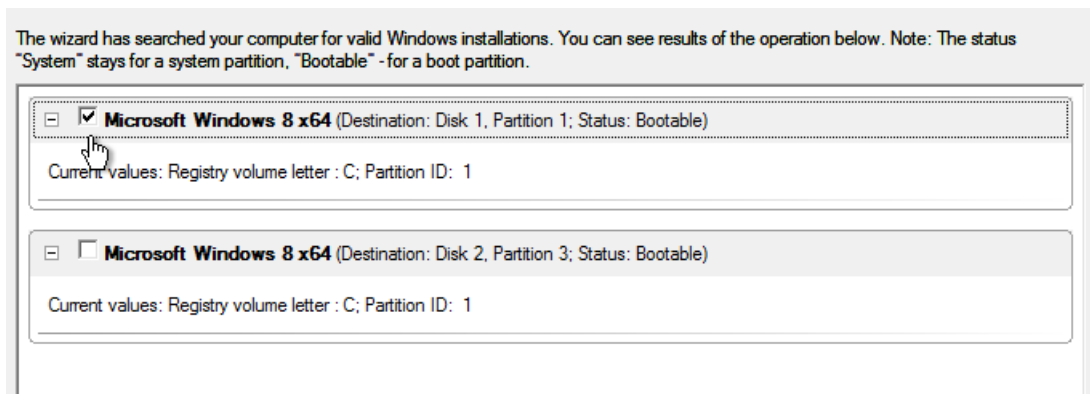 The wizard has searched your computer for valid Windows installations. You can see results of the operation below. Note: The status
"System" stays for a system partition, "Bootable" - for a boot partition.
Microsoft Windows 8 x64 (Destination: Disk 1, Partition 1; Status: Bootable)
Current values: Registry volume letter : C; Partition ID: 1
Microsoft Windows 8 x64 (Destination: Disk 2, Partition 3; Status: Bootable)
Current values: Registry volume letter : C; Partition ID: 1